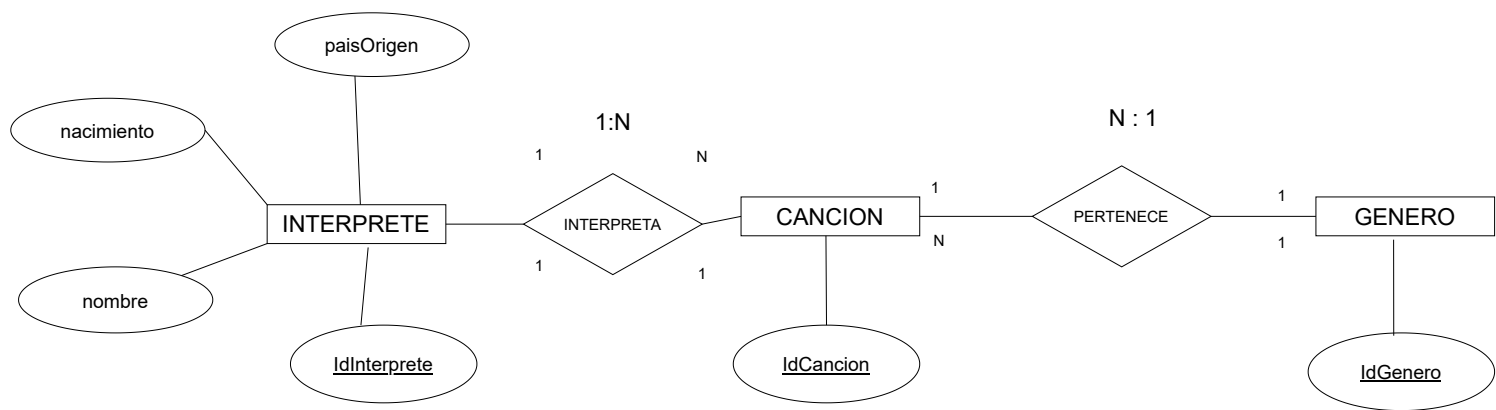 paisOrigen
nacimiento
1:N
N : 1
1
N
INTERPRETE
INTERPRETA
CANCION
1
PERTENECE
1
GENERO
1
1
N
1
nombre
IdInterprete
IdCancion
IdGenero